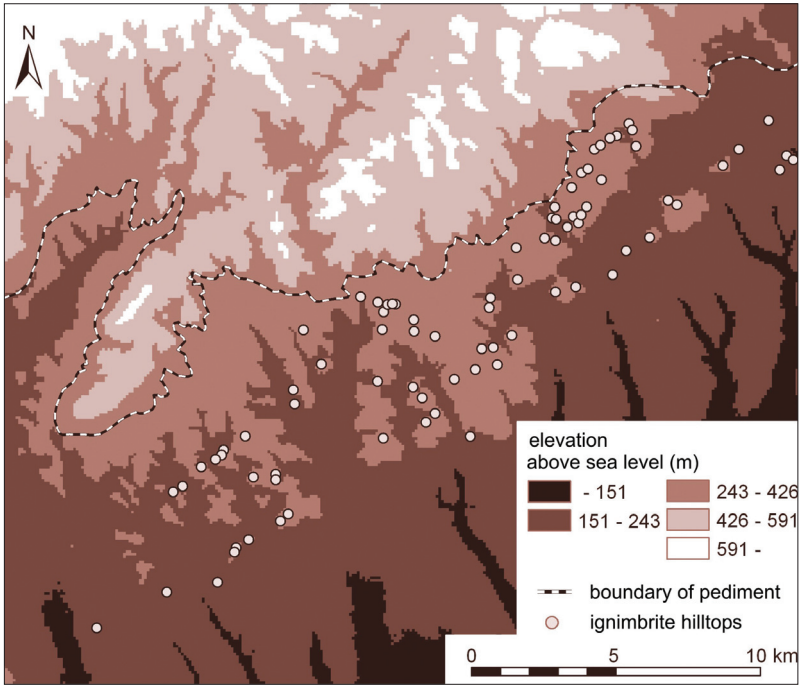 N
elevation
above sea level (m)
- 151
243 - 426
151 - 243
426 - 591
591 -
boundary of pediment
ignimbrite hilltops
0 5 10 km